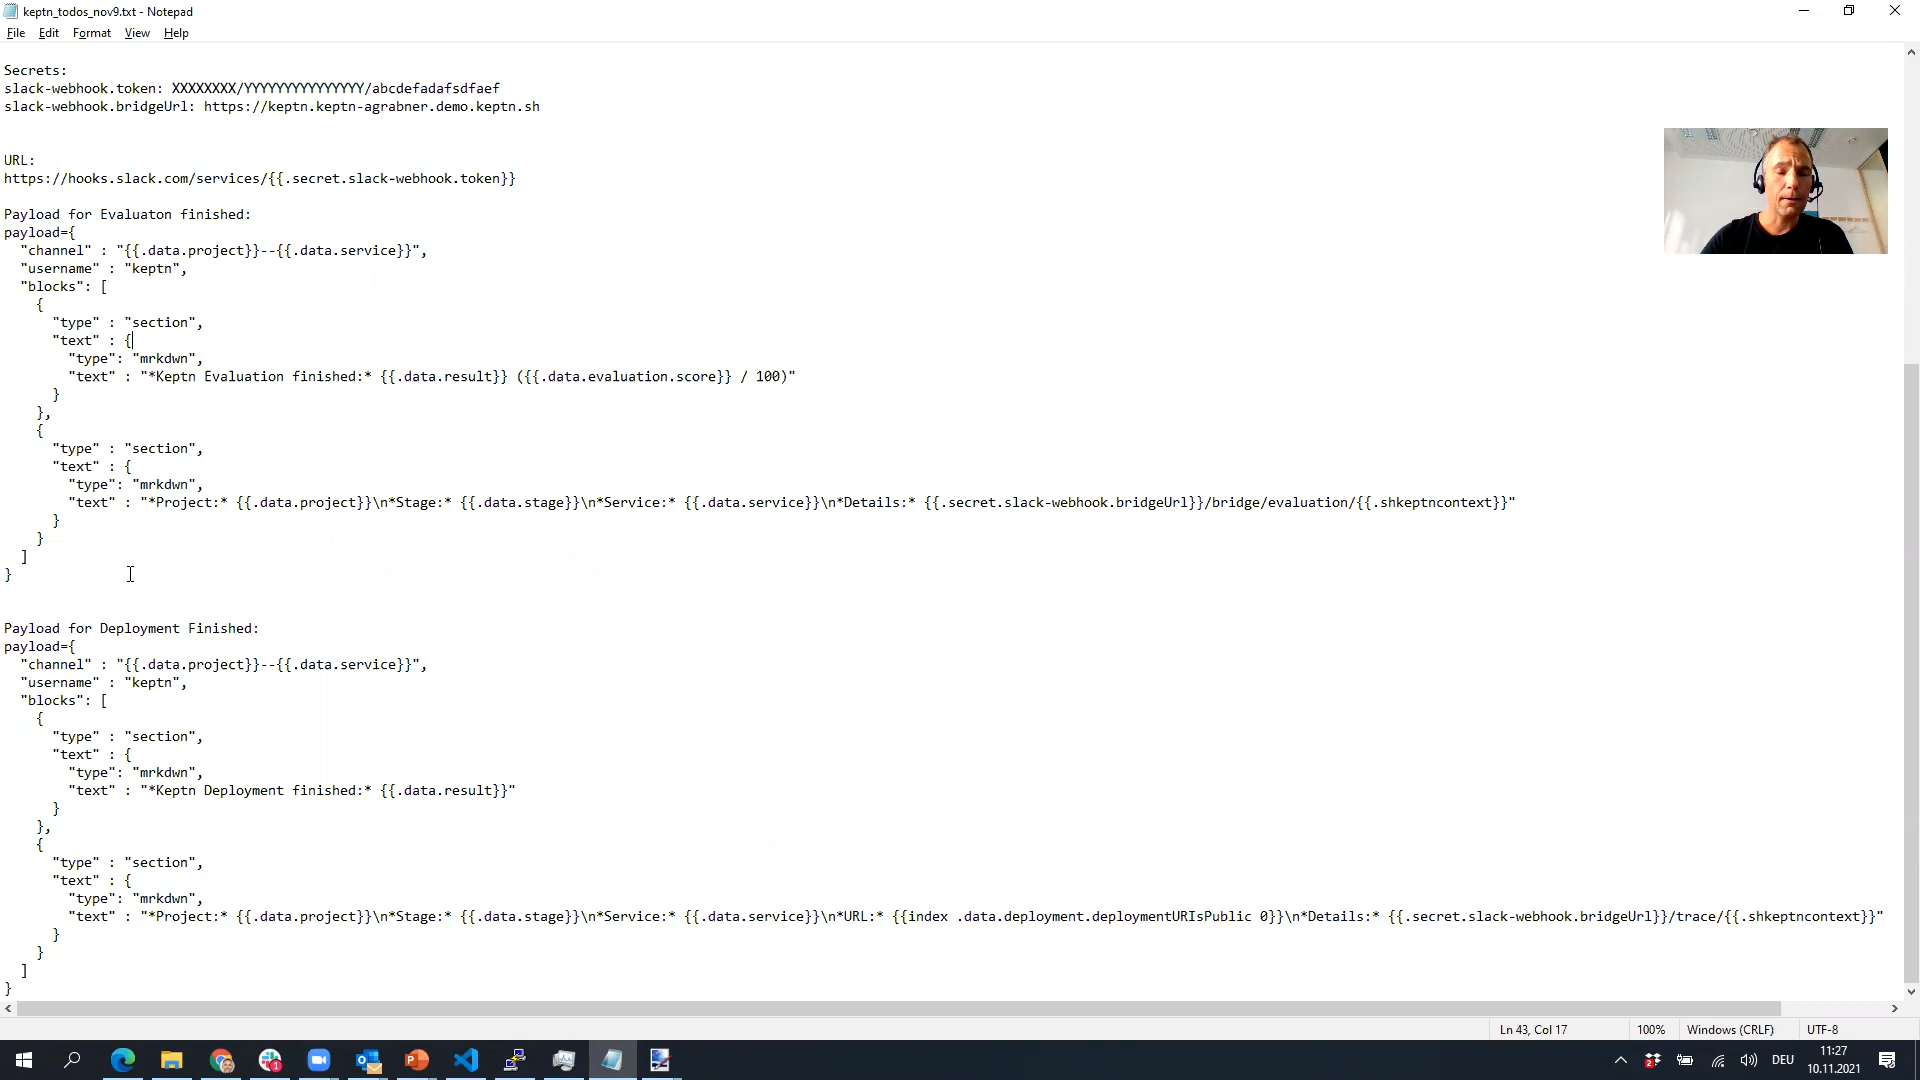 keptn_todos_nov9.txt - Notepad
File Edit Format View Help
Secrets:
slack-webhook.token: XXXXXXXX/YYYYYYYYYYYYYYY/abcdefadafsdfaef
slack-webhook.bridgeUrl: https://keptn.keptn-agrabner.demo.keptn.sh
URL:
https://hooks.slack.com/services/{{.secret.slack-webhook.token}}
Payload for Evaluaton finished:
payload={
"channel" : "{{.data.project}}--{{.data.service}}",
"username" : "keptn",
"blocks": [
{
"type" : "section",
"text" : {
"type": "mrkdwn",
"text" : "*Keptn Evaluation finished:* {{.data.result}} ({{.data.evaluation.score}} / 100)"
}
},
{
"type" : "section",
"text" : {
"type": "mrkdwn",
"text" : "*Project:* {{.data.project}}\n*Stage:* {{.data.stage}}\n*Service:* {{.data.service}}\n*Details:* {{.secret.slack-webhook.bridgeUrl}}/bridge/evaluation/{{.shkeptncontext}}"
}
}
]
}
Payload for Deployment Finished:
payload={
"channel" : "{{.data.project}}--{{.data.service}}",
"username" : "keptn",
"blocks": [
{
"type" : "section",
"text" : {
"type": "mrkdwn",
"text" : "*Keptn Deployment finished:* {{.data.result}}"
}
},
{
"type" : "section",
"text" : {
"type": "mrkdwn",
"text" : "*Project:* {{.data.project}}\n*Stage:* {{.data.stage}}\n*Service:* {{.data.service}}\n*URL:* {{index .data.deployment.deploymentURIsPublic 0}}\n*Details:* {{.secret.slack-webhook.bridgeUrl}}/trace/{{.shkeptncontext}}"
}
}
]
}
Ln 43, Col 17 100% Windows (CRLF) UTF-8
DEU 11:27
10.11.2021